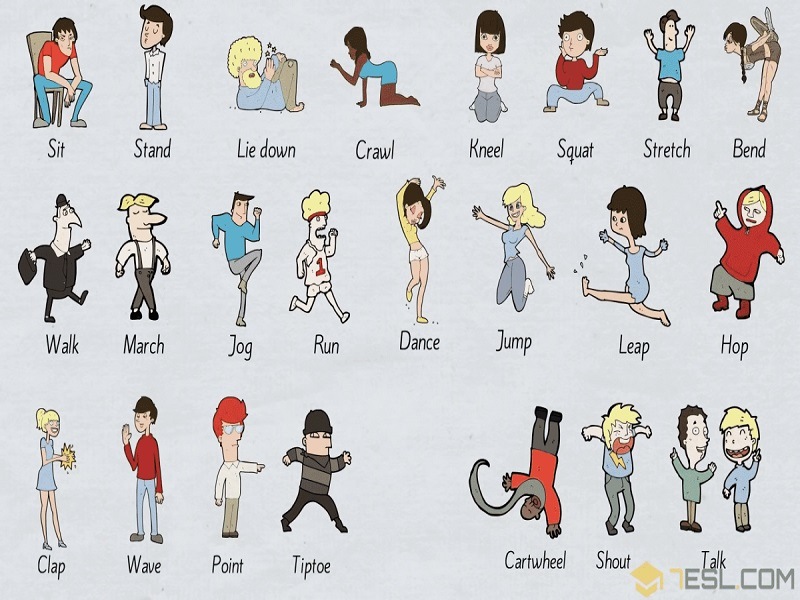 Sit Stand Lie down Crawl Kneel Squat Stretch Bend
1
Walk March Jog Run Dance Jump Leap Hop
Clap Wave Point Tiptoe Cartwheel Shout Talk
7ESL.COM